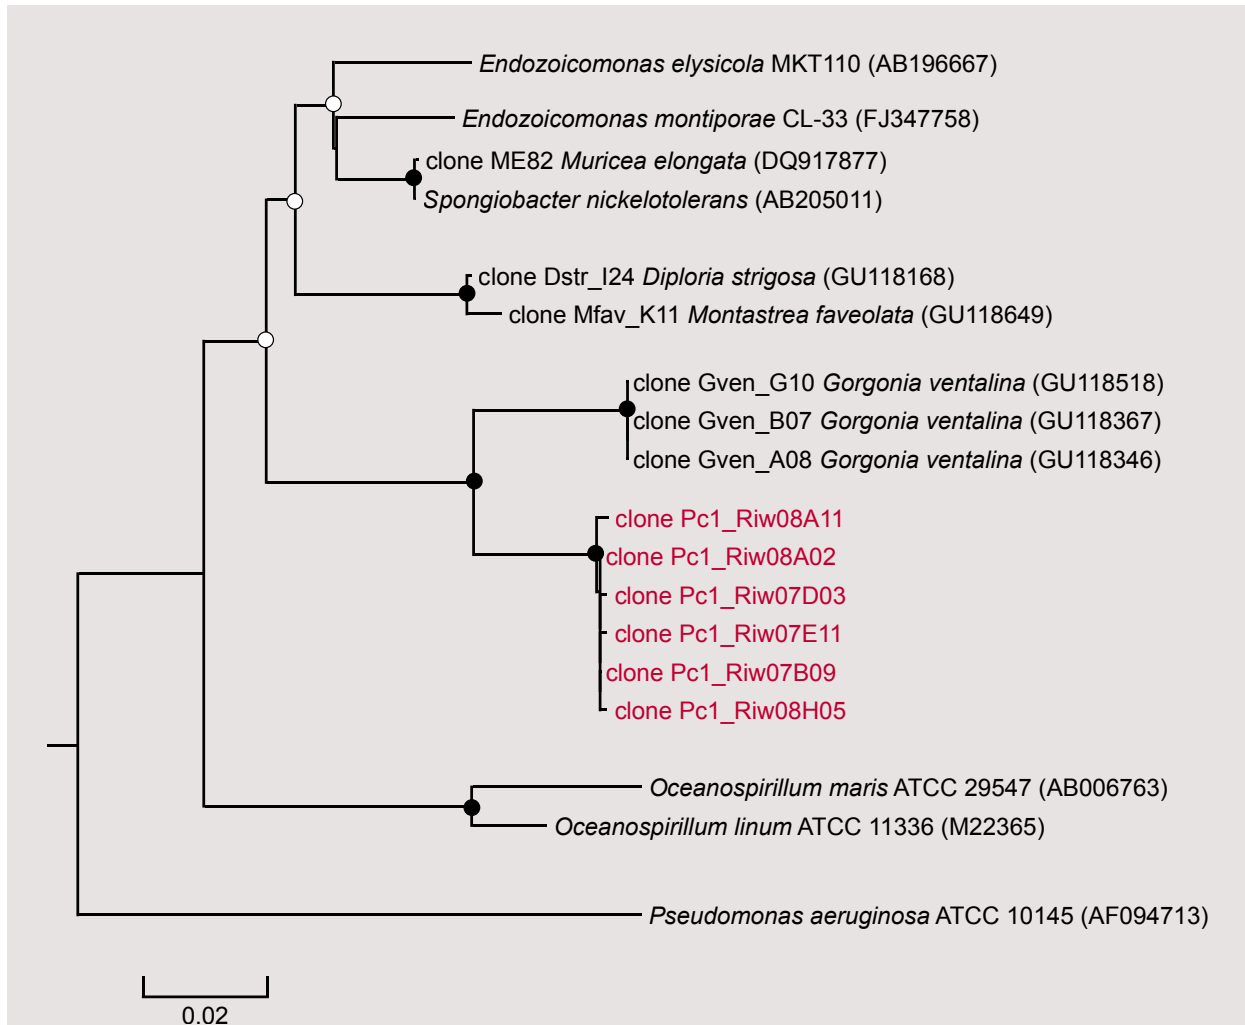 Endozoicomonas elysicola MKT110 (AB196667)
Endozoicomonas montiporae CL-33 (FJ347758)
clone ME82 Muricea elongata (DQ917877)
Spongiobacter nickelotolerans (AB205011)
clone Dstr_I24 Diploria strigosa (GU118168)
clone Mfav_K11 Montastrea faveolata (GU118649)
clone Gven_G10 Gorgonia ventalina (GU118518)
clone Gven_B07 Gorgonia ventalina (GU118367)
clone Gven_A08 Gorgonia ventalina (GU118346)
clone Pc1_Riw08A11
clone Pc1_Riw08A02
clone Pc1_Riw07D03
clone Pc1_Riw07E11
clone Pc1_Riw07B09
clone Pc1_Riw08H05
Oceanospirillum maris ATCC 29547 (AB006763)
Oceanospirillum linum ATCC 11336 (M22365)
Pseudomonas aeruginosa ATCC 10145 (AF094713)
0.02